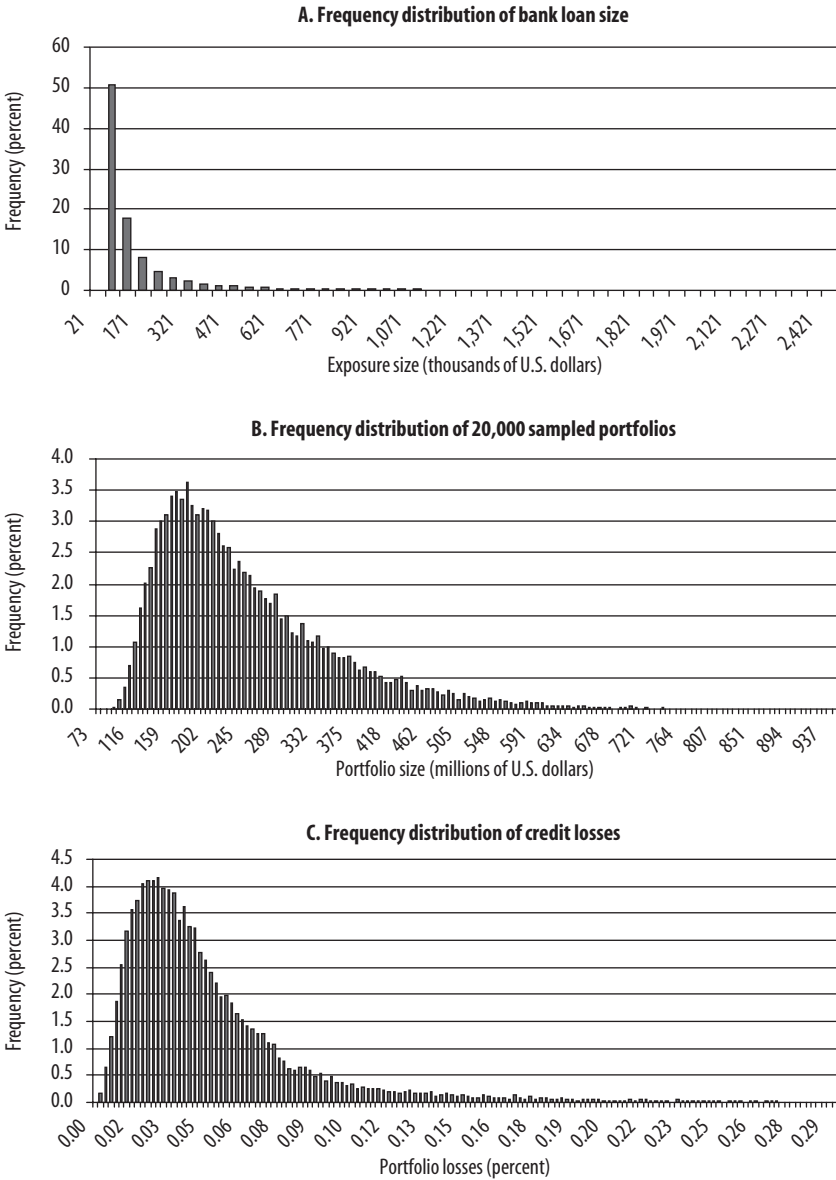 A. Frequency distribution of bank loan size
Frequency (percent)
60
50
40
30
20
10
0
21 171 321 471 621 771 921 1,071 1,221 1,371 1,521 1,671 1,821 1,971 2,121 2,271 2,421
Exposure size (thousands of U.S. dollars)
B. Frequency distribution of 20,000 sampled portfolios
Frequency (percent)
4.0
3.5
3.0
2.5
2.0
1.5
1.0
0.5
0.0
73 116 159 202 245 289 332 375 418 462 505 548 591 634 678 721 764 807 851 894 937
Portfolio size (millions of U.S. dollars)
C. Frequency distribution of credit losses
Frequency (percent)
4.5
4.0
3.5
3.0
2.5
2.0
1.5
1.0
0.5
0.0
0.00 0.02 0.03 0.05 0.06 0.08 0.09 0.10 0.12 0.13 0.15 0.16 0.18 0.19 0.20 0.22 0.23 0.25 0.26 0.28 0.29
Portfolio losses (percent)